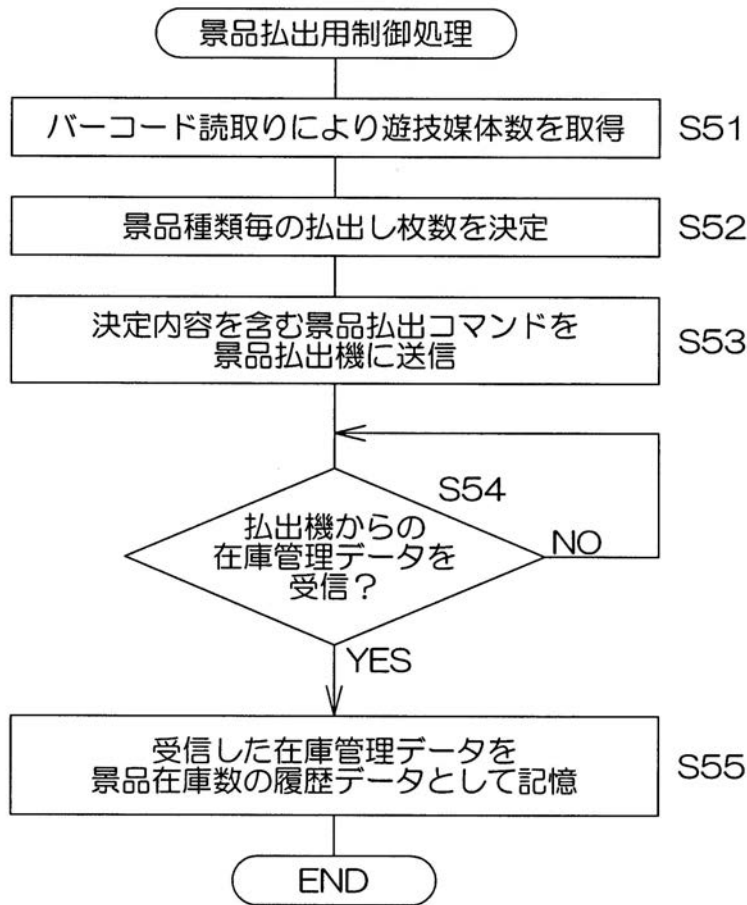 景品払出用制御処理
バーコード読取りにより遊技媒体数を取得
S51
景品種類毎の払出し枚数を決定
S52
決定内容を含む景品払出コマンドを
景品払出機に送信
S53
S54
払出機からの
在庫管理データを
受信？
NO
YES
受信した在庫管理データを
景品在庫数の履歴データとして記憶
S55
END